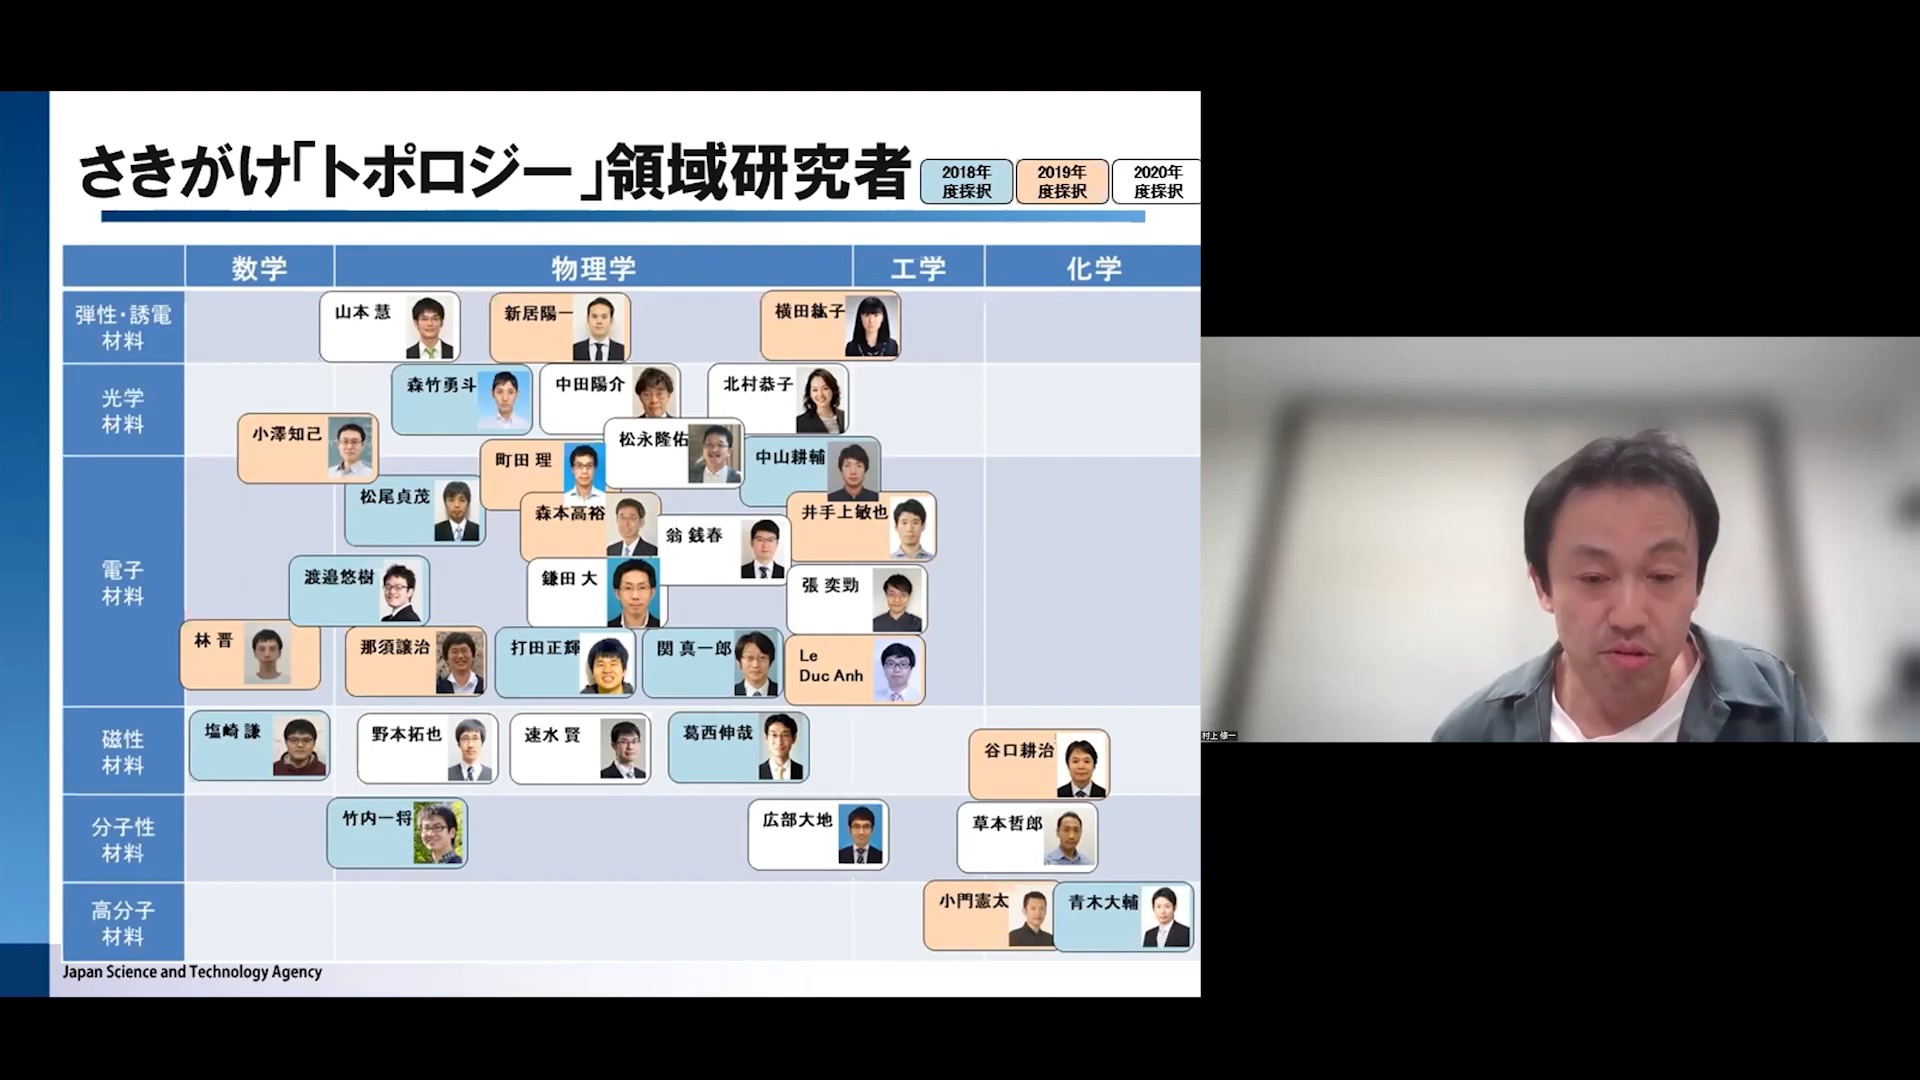 さきがけ「トポロジー」領域研究者
2018年
度採択
2019年
度採択
2020年
度採択
数学
物理学
工学
化学
弾性・誘電
材料
山本 慧
新居陽一
横田紘子
光学
材料
森竹勇斗
中田陽介
北村恭子
小澤知己
松永隆佑
町田 理
中山耕輔
電子
材料
松尾貞茂
森本高裕
井手上敏也
翁 銭春
渡邉悠樹
鎌田 大
張 奕勁
林 晋
那須譲治
打田正輝
関 真一郎
Le
Duc Anh
磁性
材料
塩崎 謙
野本拓也
速水 賢
葛西伸哉
谷口耕治
分子性
材料
竹内一将
広部大地
草本哲郎
高分子
材料
小門憲太
青木大輔
Japan Science and Technology Agency
村上 修一